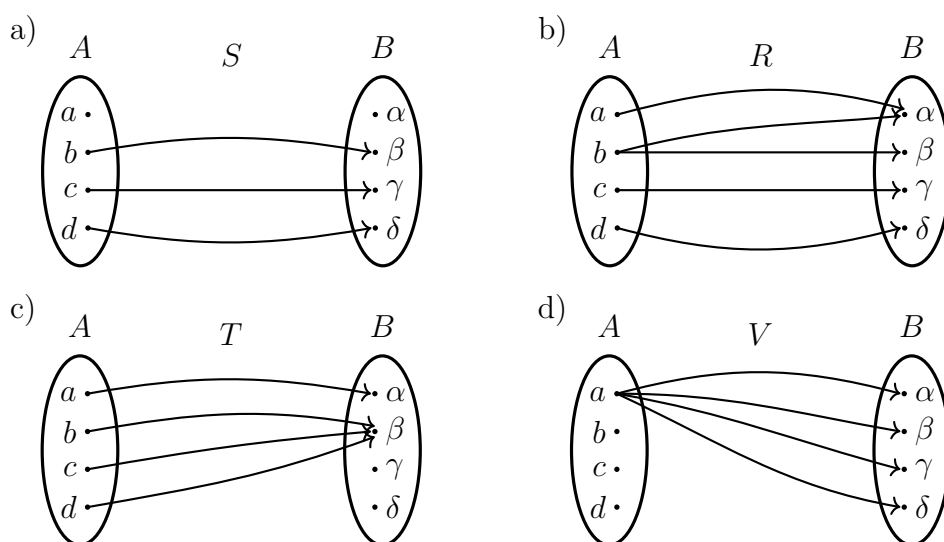 a)
A S B
a α
b β
c γ
d δ
b)
A R B
a α
b β
c γ
d δ
c)
A T B
a α
b β
c γ
d δ
d)
A V B
a α
b β
c γ
d δ